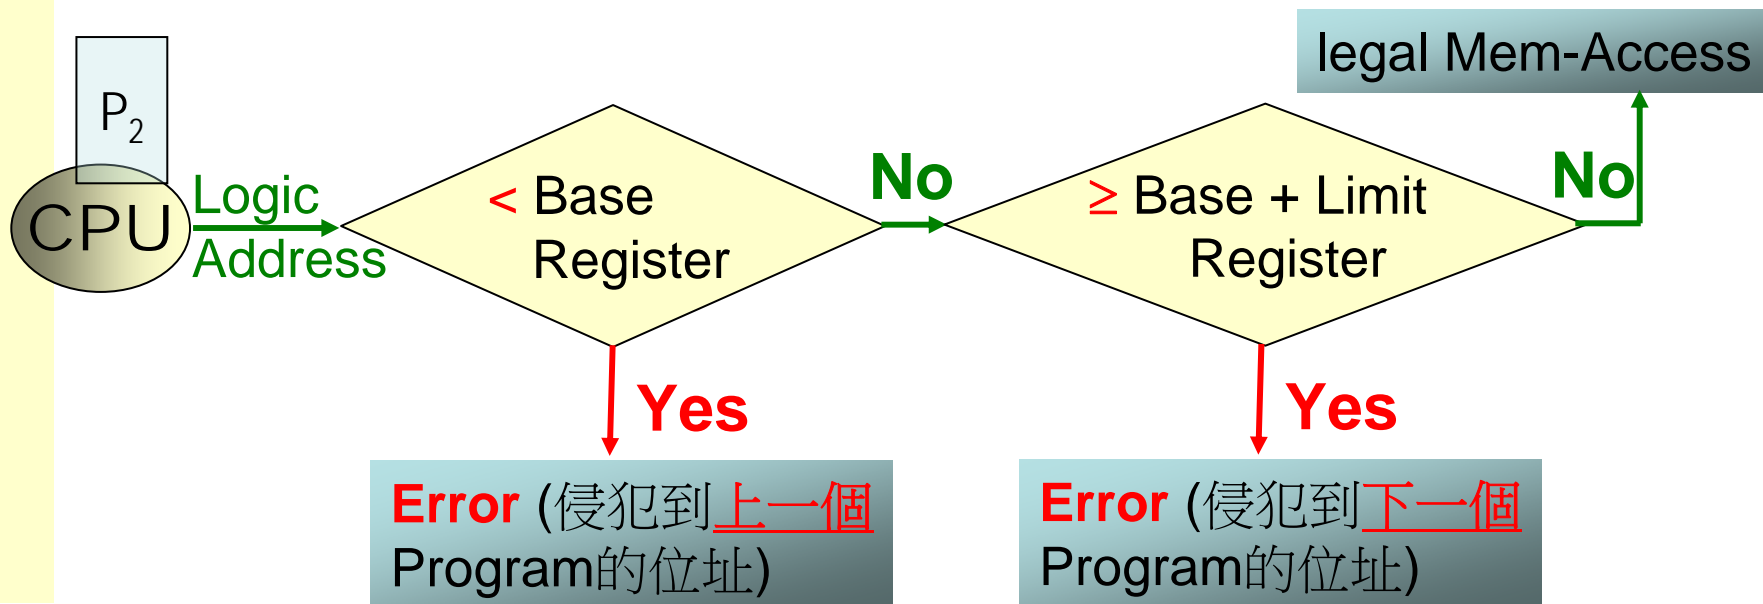 legal Mem-Access
P2
CPU
Logic
Address
< Base
Register
No
≥ Base + Limit
Register
No
Yes
Yes
Error (侵犯到上一個
Program的位址)
Error (侵犯到下一個
Program的位址)